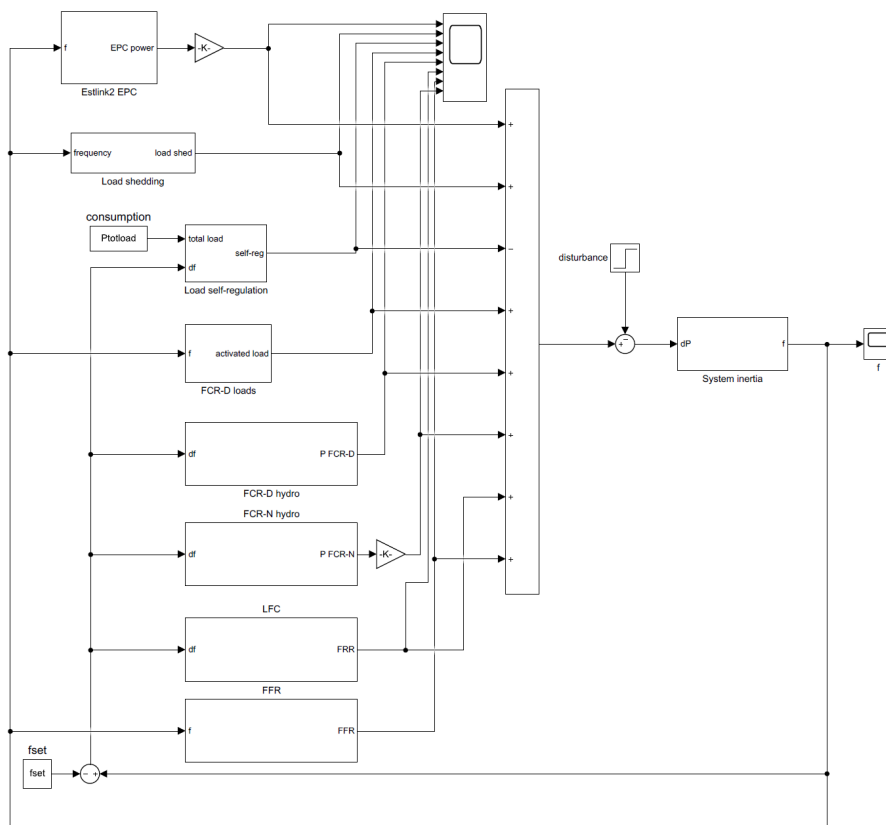 f
EPC power
-K-
Estlink2 EPC
+
frequency
load shed
Load shedding
+
consumption
Ptotload
total load
self-reg
df
Load self-regulation
−
disturbance
f
activated load
FCR-D loads
+
+
−
dP
f
System inertia
f
+
df
P FCR-D
FCR-D hydro
+
FCR-N hydro
df
P FCR-N
-K-
+
LFC
df
FRR
+
FFR
f
FFR
fset
fset
−
+